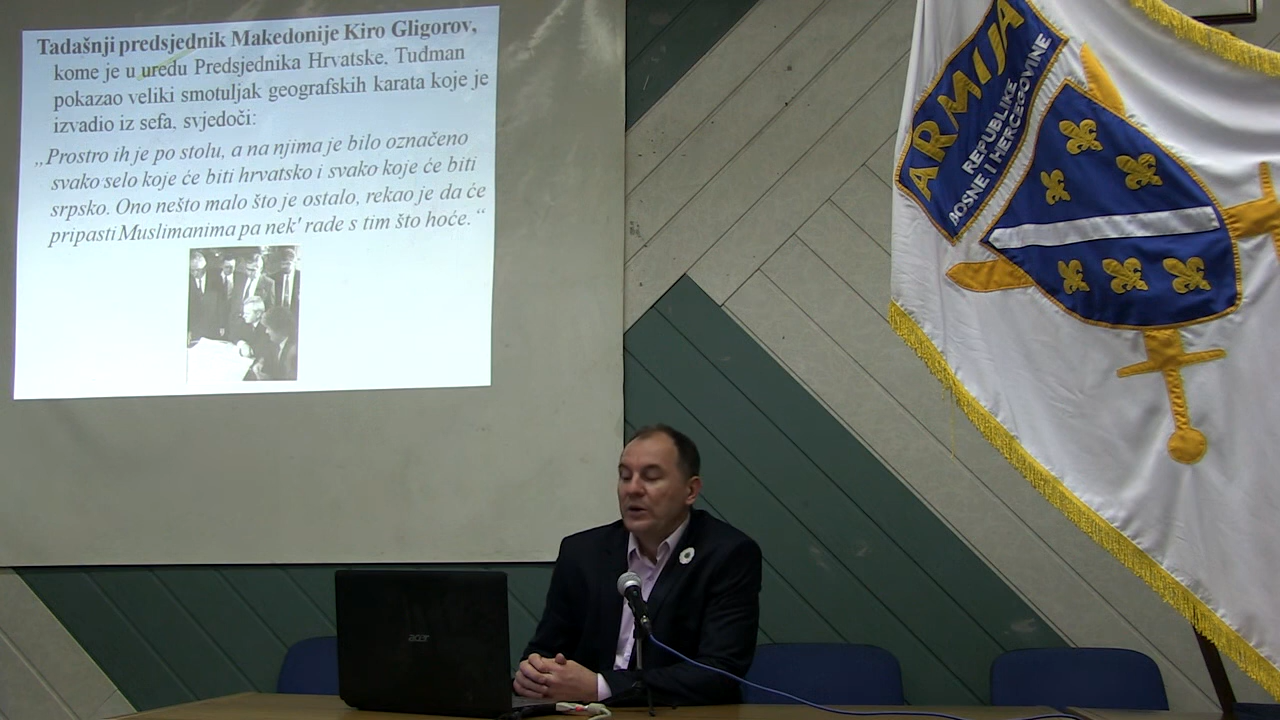 Tadašnji predsjednik Makedonije Kiro Gligorov,
kome je u uredu Predsjednika Hrvatske, Tuđman
pokazao veliki smotuljak geografskih karata koje je
izvadio iz sefa, svjedoči:
„Prostro ih je po stolu, a na njima je bilo označeno
svako selo koje će biti hrvatsko i svako koje će biti
srpsko. Ono nešto malo što je ostalo, rekao je da će
pripasti Muslimanima pa nek' rade s tim što hoće.“
ARMIJA
REPUBLIKE
BOSNE I HERCEGOVINE
acer